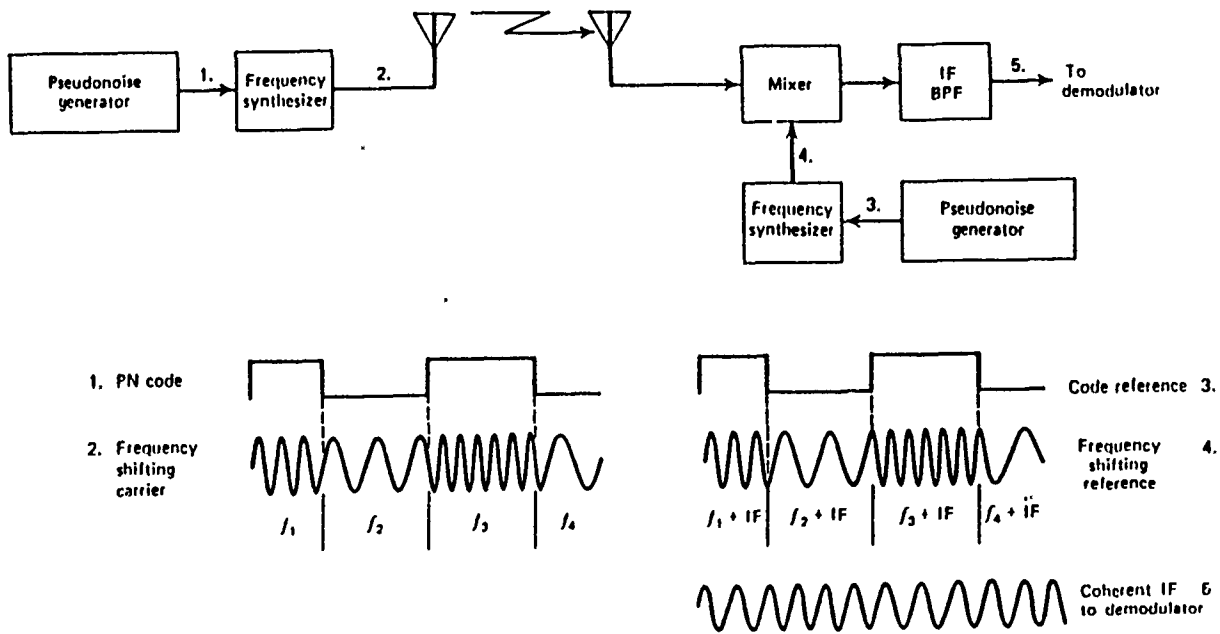 Pseudonoise
generator
1.
Frequency
synthesizer
2.
Mixer
IF
BPF
5.
To
demodulator
4.
Frequency
synthesizer
3.
Pseudonoise
generator
1. PN code
Code reference 3.
2. Frequency
shifting
carrier
Frequency 4.
shifting
reference
f₁ f₂ f₃ f₄
f₁ + IF f₂ + IF f₃ + IF f₄ + IF
Coherent IF 5
to demodulator